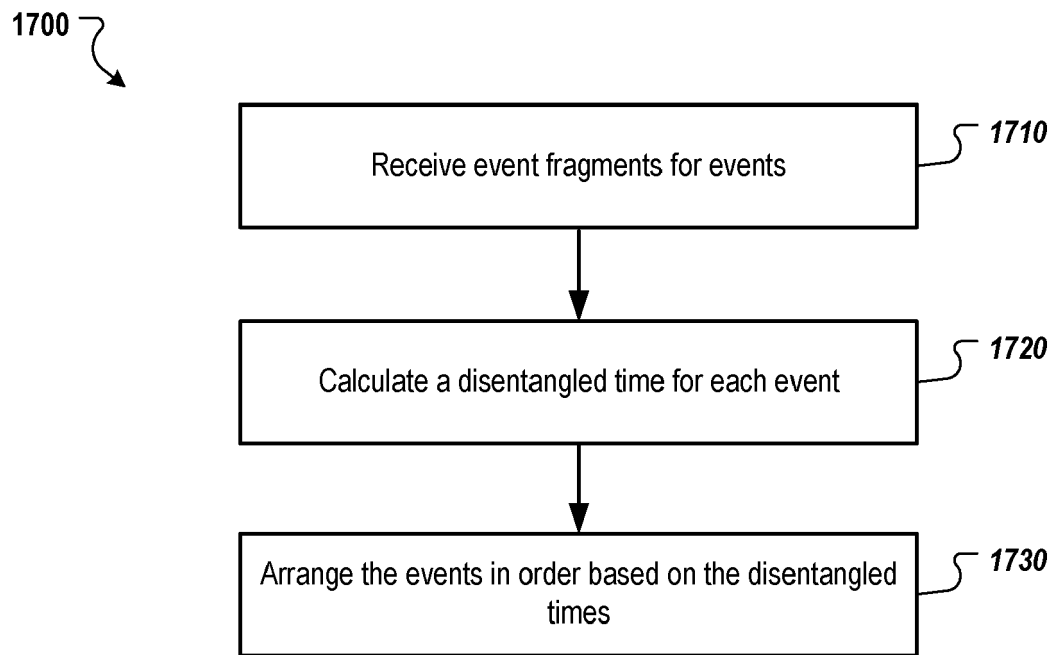 1700
1710
Receive event fragments for events
1720
Calculate a disentangled time for each event
1730
Arrange the events in order based on the disentangled
times